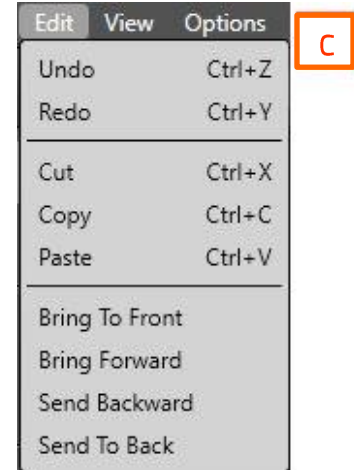 Edit View Options
C
Undo Ctrl+Z
Redo Ctrl+Y
Cut Ctrl+X
Copy Ctrl+C
Paste Ctrl+V
Bring To Front
Bring Forward
Send Backward
Send To Back